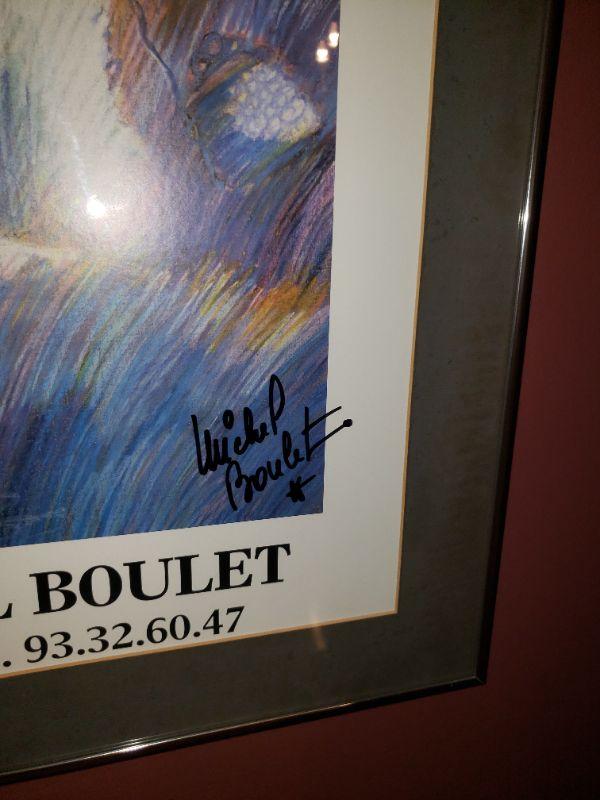 Michel
Boulet
L BOULET
. 93.32.60.47